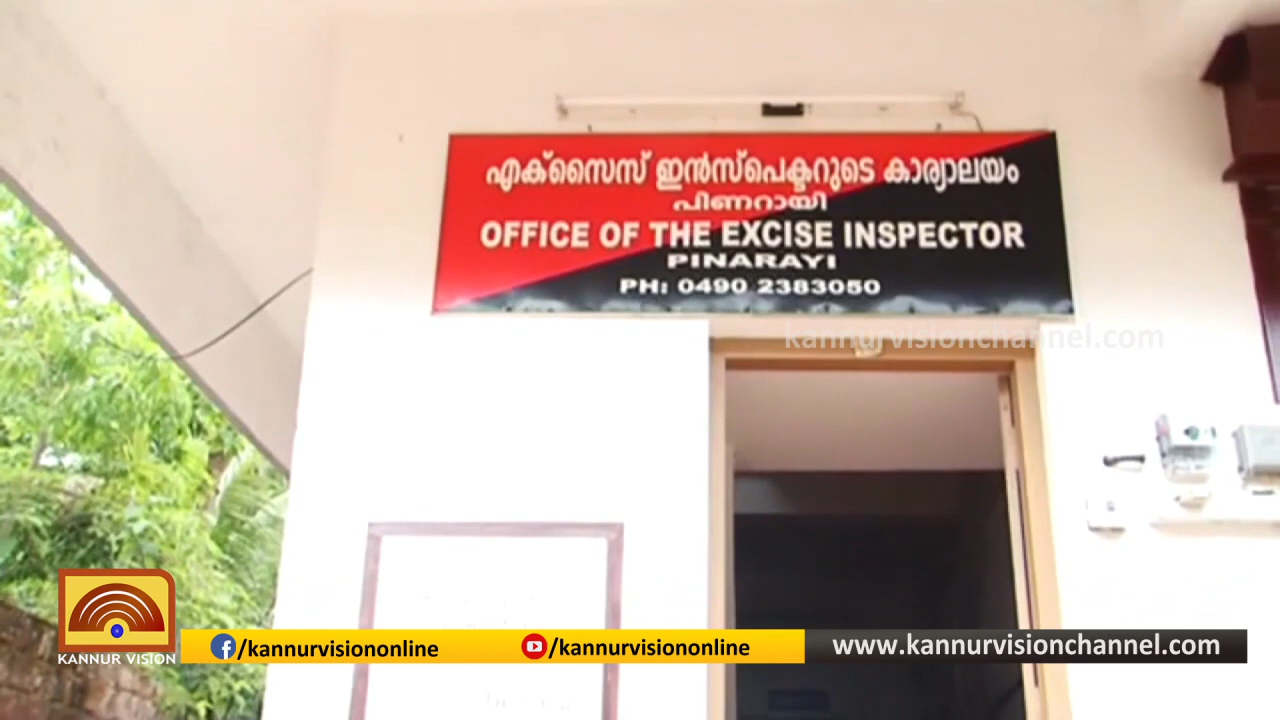 എക്സൈസ് ഇൻസ്പെക്ടറുടെ കാര്യാലയം
പിണറായി
OFFICE OF THE EXCISE INSPECTOR
PINARAYI
PH: 0490 2383050
kannurvisionchannel.com
KANNUR VISION
/kannurvisiononline
/kannurvisiononline
www.kannurvisionchannel.com